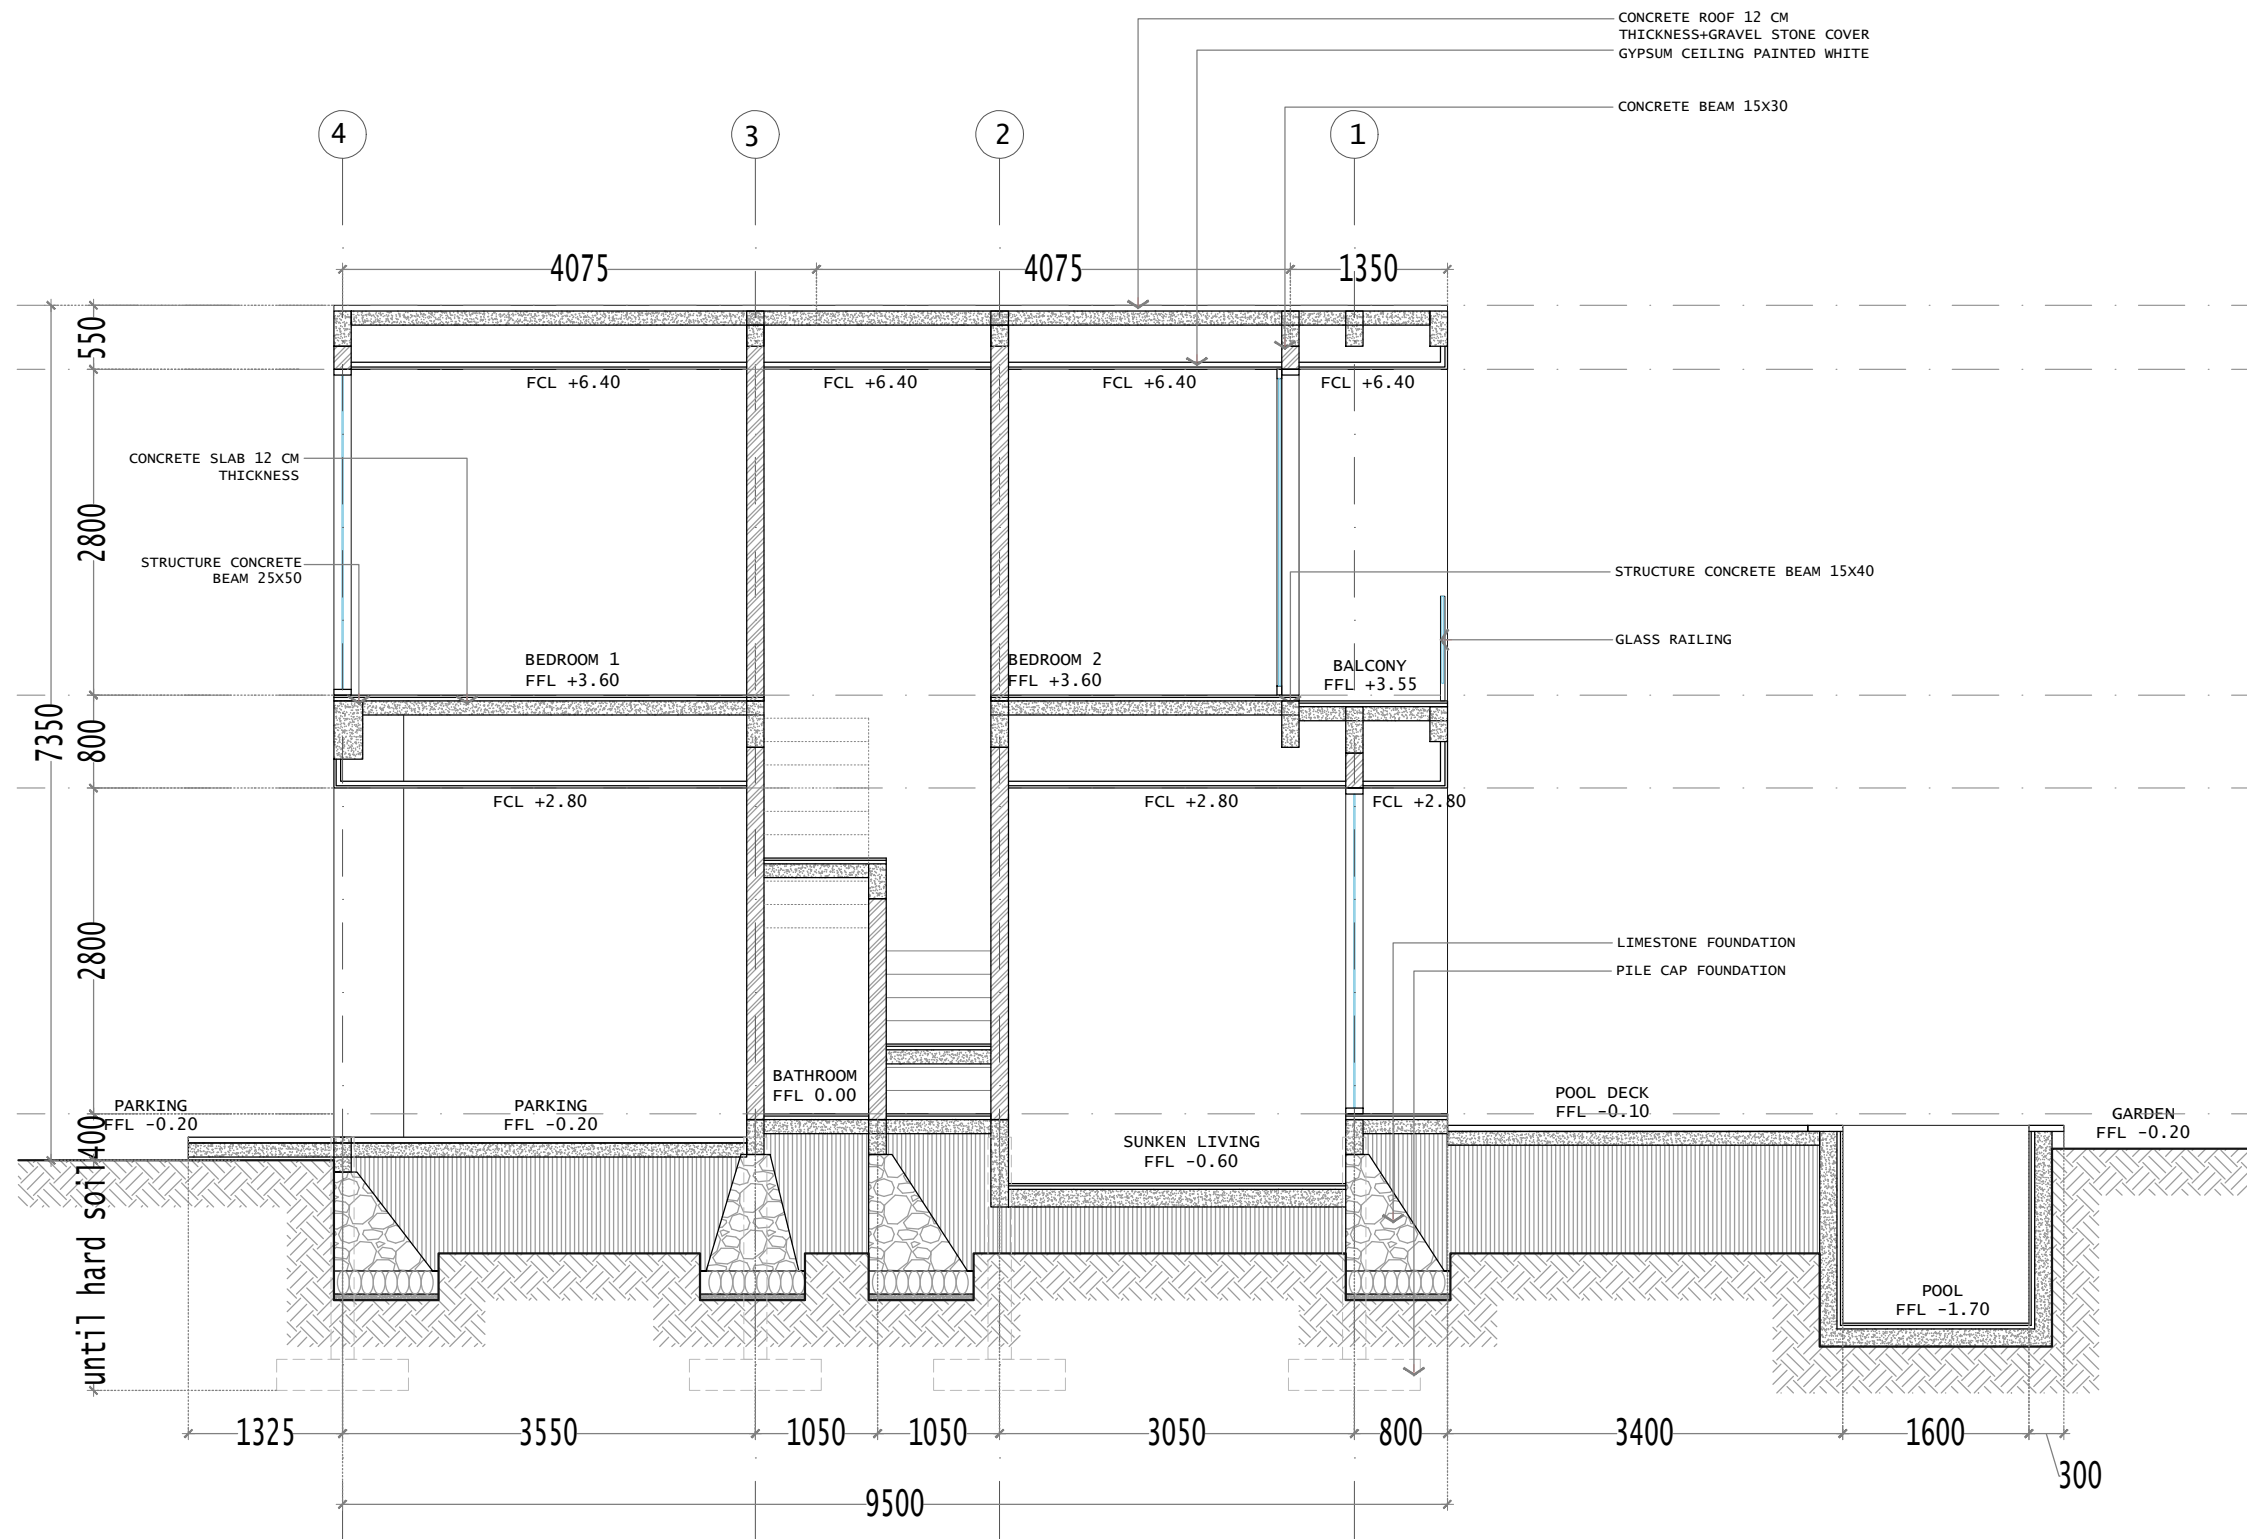 CONCRETE ROOF 12 CM
THICKNESS+GRAVEL STONE COVER
GYPSUM CEILING PAINTED WHITE
CONCRETE BEAM 15X30
4
3
2
1
4075
4075
1350
550
FCL +6.40
FCL +6.40
FCL +6.40
FCL +6.40
CONCRETE SLAB 12 CM
THICKNESS
2800
STRUCTURE CONCRETE
BEAM 25X50
STRUCTURE CONCRETE BEAM 15X40
GLASS RAILING
BEDROOM 1
FFL +3.60
BEDROOM 2
FFL +3.60
BALCONY
FFL +3.55
7350
800
FCL +2.80
FCL +2.80
FCL +2.80
2800
LIMESTONE FOUNDATION
PILE CAP FOUNDATION
BATHROOM
FFL 0.00
PARKING
FFL -0.20
PARKING
FFL -0.20
POOL DECK
FFL -0.10
GARDEN
FFL -0.20
400
SUNKEN LIVING
FFL -0.60
until hard soil
POOL
FFL -1.70
1325
3550
1050
1050
3050
800
3400
1600
300
9500